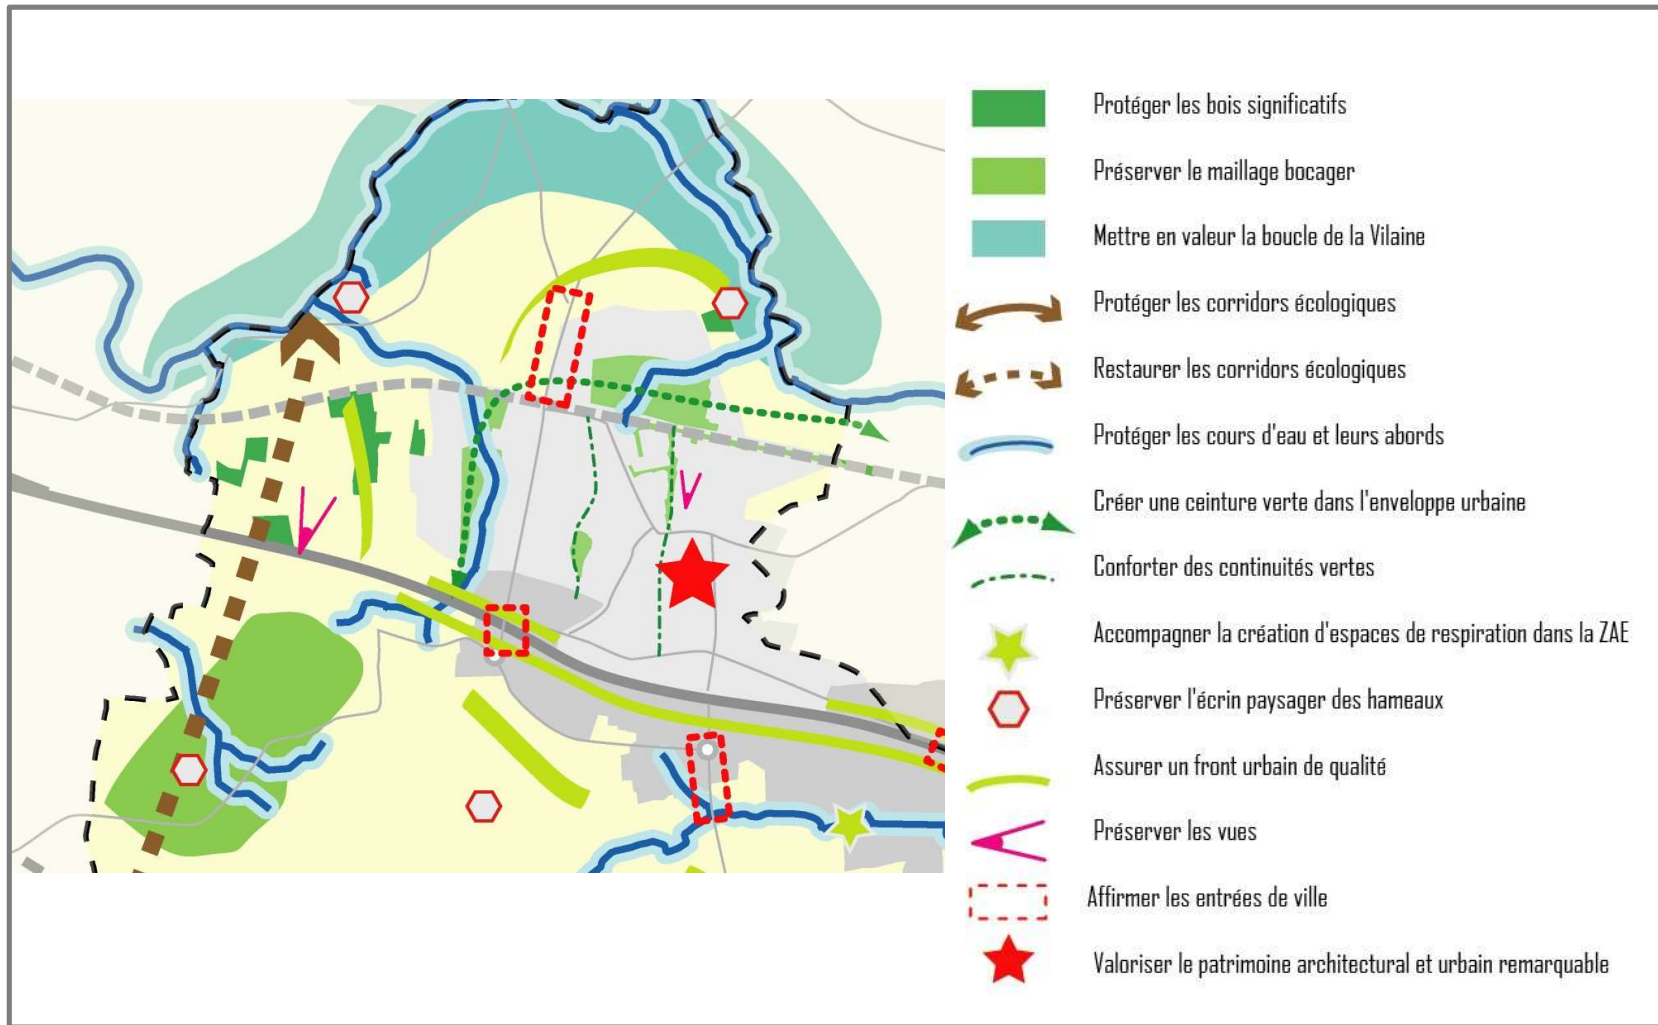 Protéger les bois significatifs
Préserver le maillage bocager
Mettre en valeur la boucle de la Vilaine
Protéger les corridors écologiques
Restaurer les corridors écologiques
Protéger les cours d'eau et leurs abords
Créer une ceinture verte dans l'enveloppe urbaine
Conforter des continuités vertes
Accompagner la création d'espaces de respiration dans la ZAE
Préserver l'écrin paysager des hameaux
Assurer un front urbain de qualité
Préserver les vues
Affirmer les entrées de ville
Valoriser le patrimoine architectural et urbain remarquable